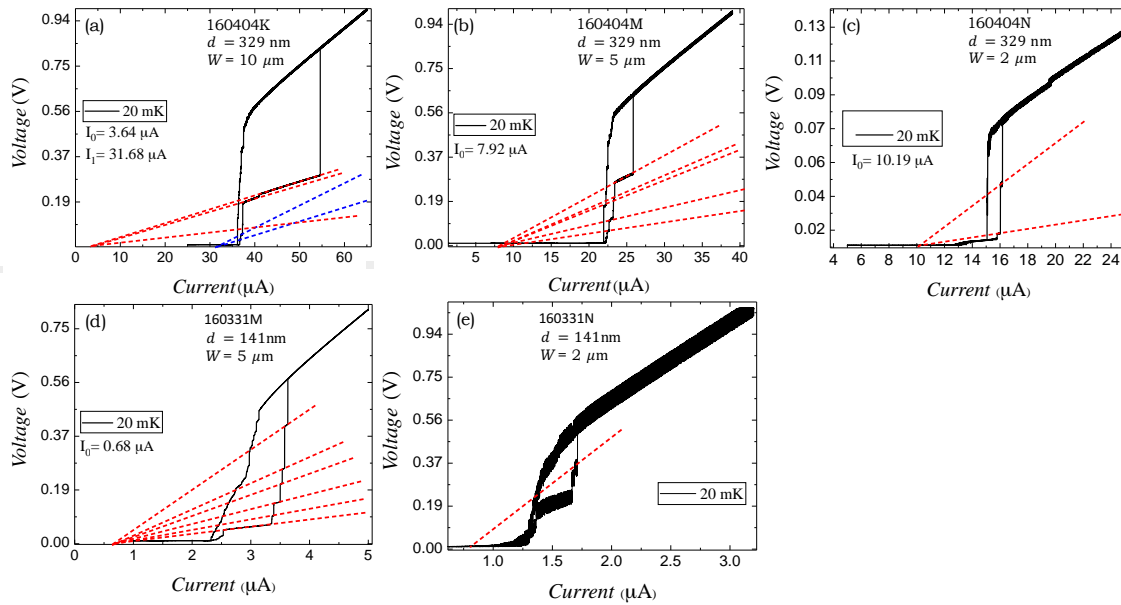 (a)
160404K
d = 329 nm
W = 10 μm
20 mK
I0= 3.64 μA
I1= 31.68 μA
Voltage (V)
0.94
0.75
0.56
0.37
0.19
0 10 20 30 40 50 60
Current(μA)
(b)
160404M
d = 329 nm
W = 5 μm
20 mK
I0= 7.92 μA
Voltage (V)
0.94
0.75
0.56
0.37
0.19
0.00
5 10 15 20 25 30 35 40
Current(μA)
(c)
160404N
d = 329 nm
W = 2 μm
20 mK
I0= 10.19 μA
Voltage (V)
0.13
0.11
0.09
0.07
0.04
0.02
4 6 8 10 12 14 16 18 20 22 24
Current (μA)
(d)
160331M
d = 141nm
W = 5 μm
20 mK
I0= 0.68 μA
Voltage (V)
0.75
0.56
0.37
0.19
0.00
0 1 2 3 4 5
Current (μA)
(e)
160331N
d = 141nm
W = 2 μm
20 mK
Voltage (V)
0.94
0.75
0.56
0.37
0.19
0.00
1.0 1.5 2.0 2.5 3.0
Current (μA)